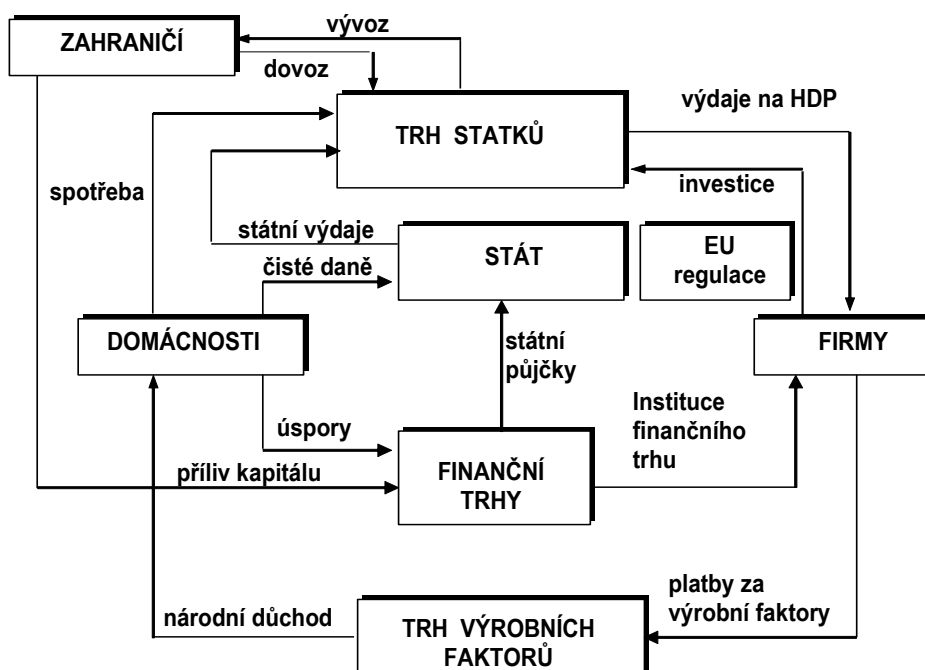 vývoz
ZAHRANIČÍ
dovoz
výdaje na HDP
TRH STATKŮ
spotřeba
investice
státní výdaje
STÁT
EU
regulace
čisté daně
DOMÁCNOSTI
státní
půjčky
FIRMY
Instituce
finančního
trhu
úspory
příliv kapitálu
FINANČNÍ
TRHY
platby za
výrobní faktory
národní důchod
TRH VÝROBNÍCH
FAKTORŮ